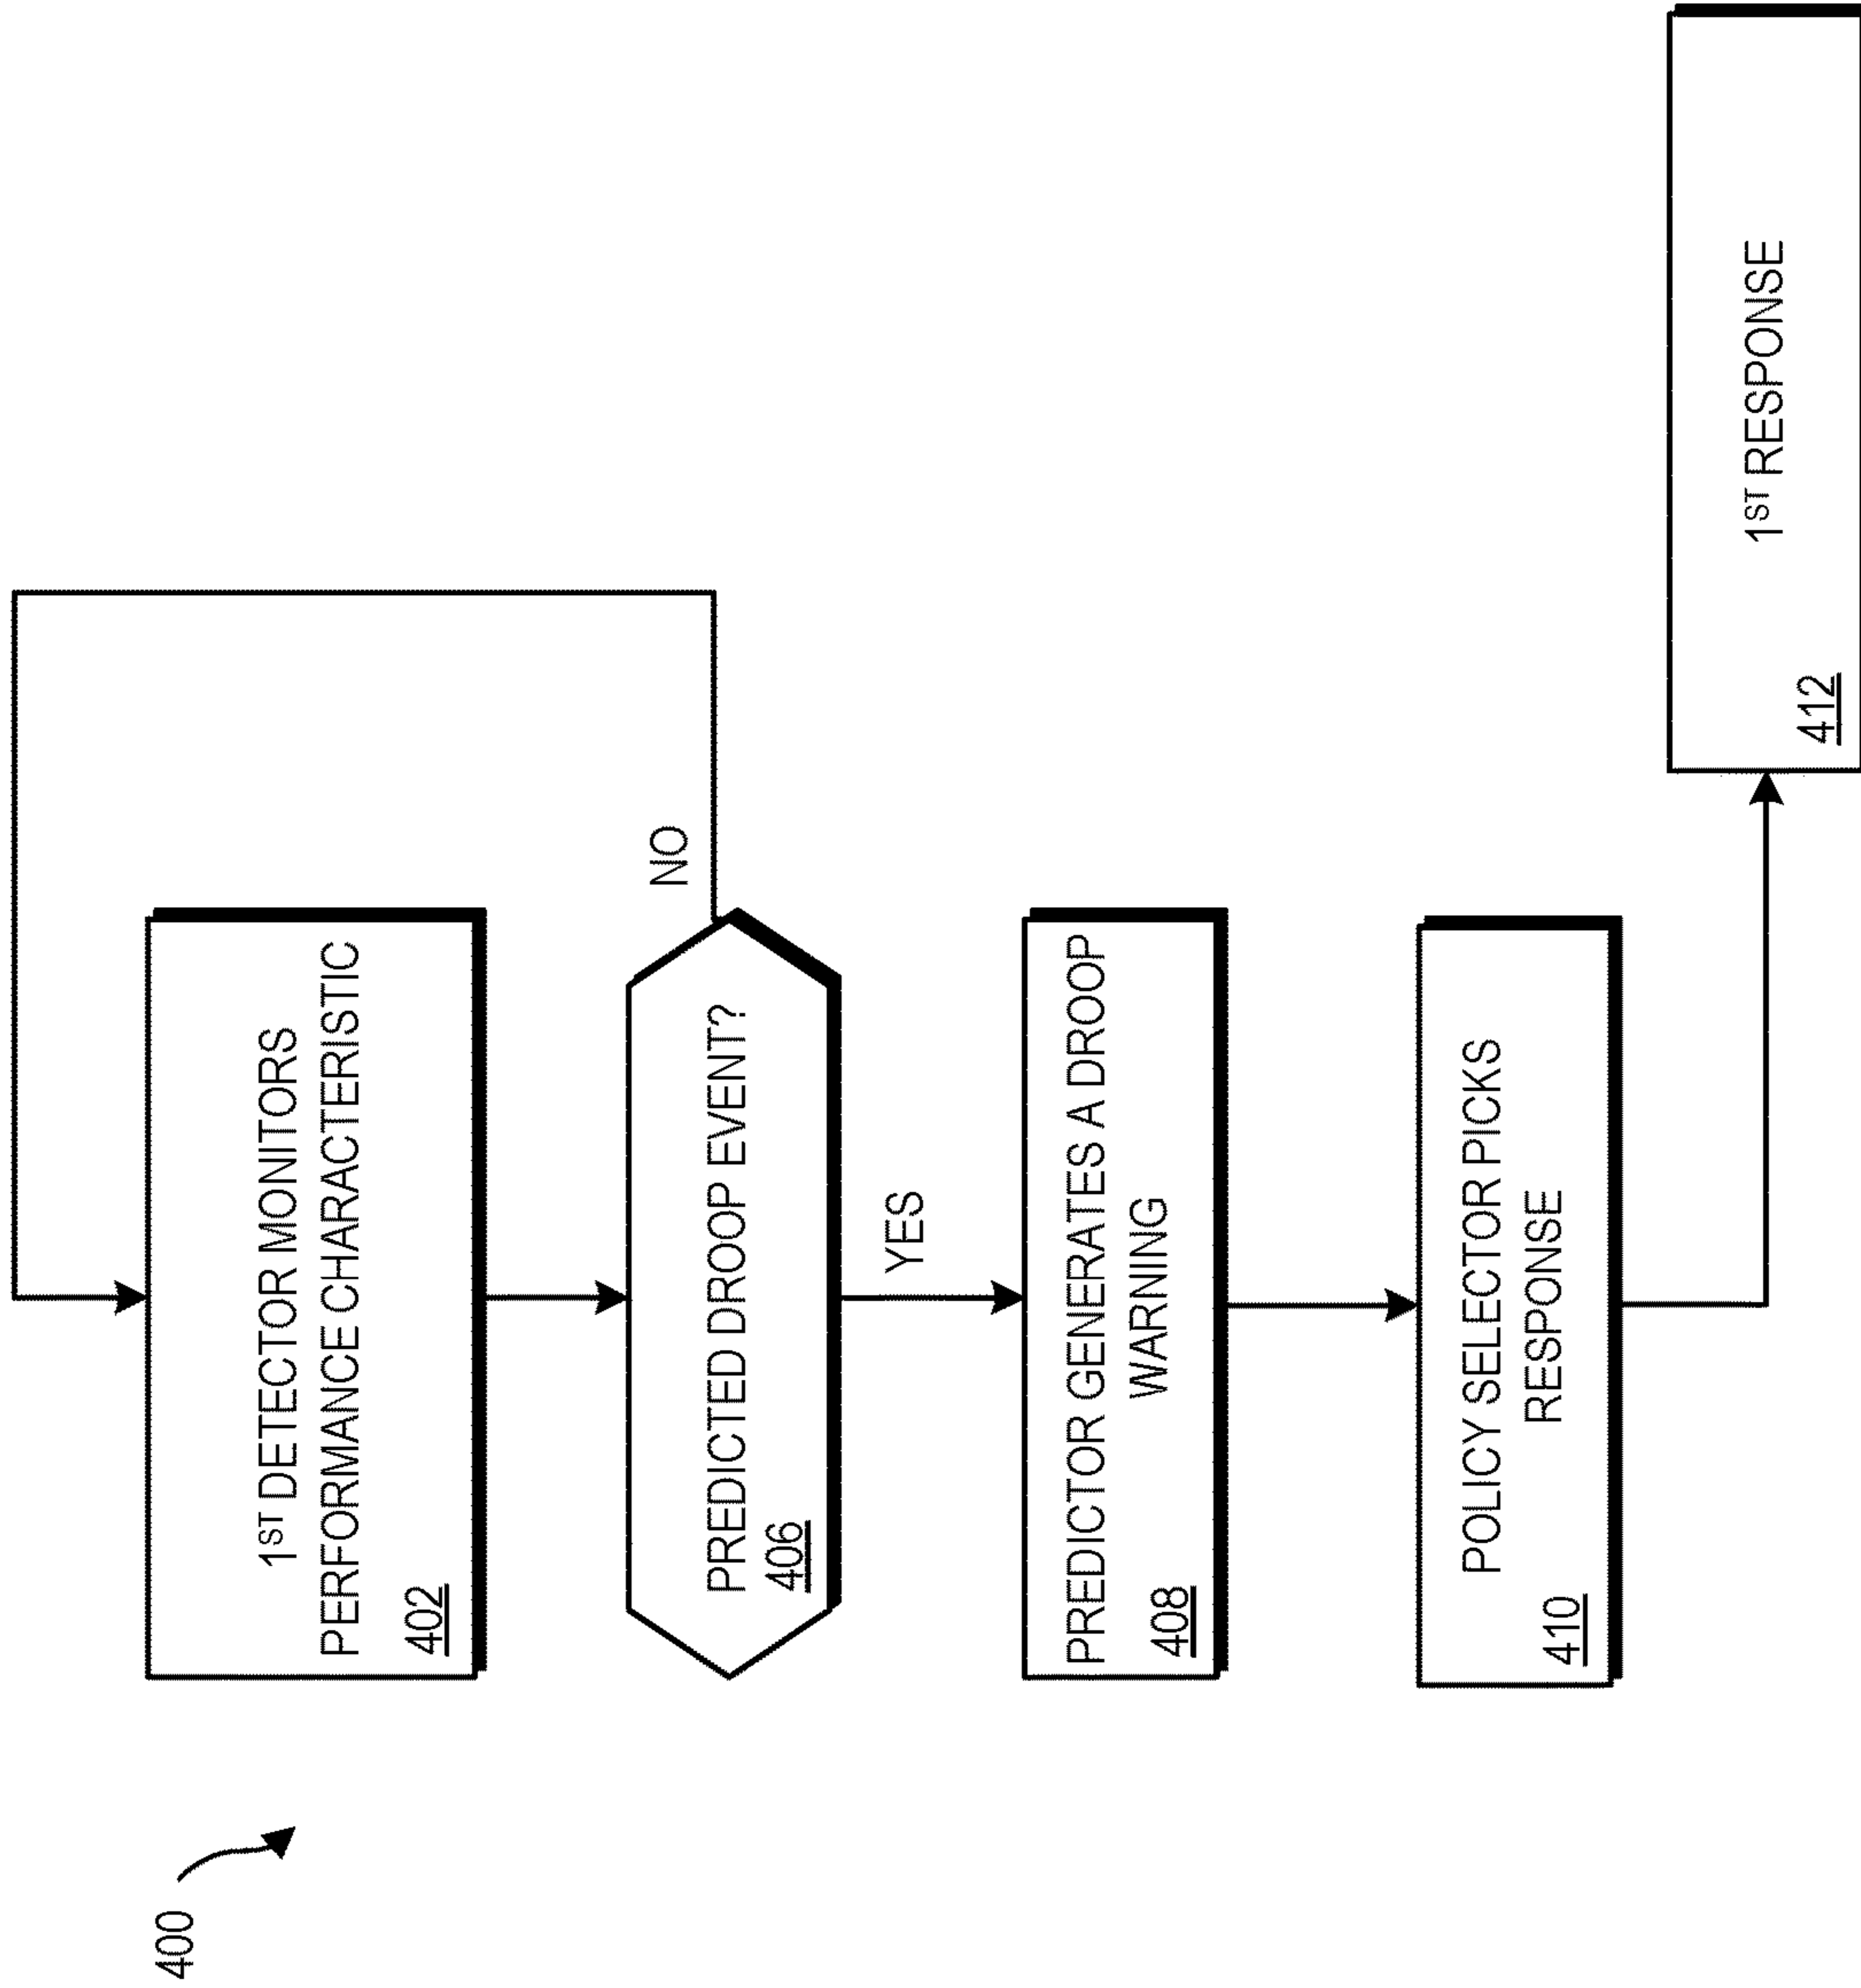 400
1ST DETECTOR MONITORS
PERFORMANCE CHARACTERISTIC
402
PREDICTED DROOP EVENT?
406
NO
YES
PREDICTOR GENERATES A DROOP
WARNING
408
POLICY SELECTOR PICKS
RESPONSE
410
1ST RESPONSE
412